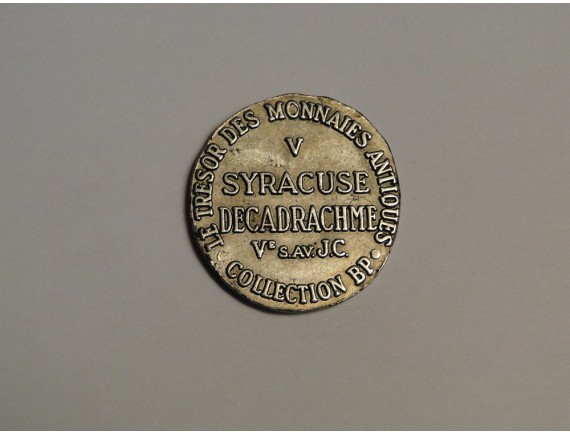 LE TRESOR DES MONNAIES ANTIQUES
V
SYRACUSE
DECADRACHME
VE S.AV. J.C.
COLLECTION BP